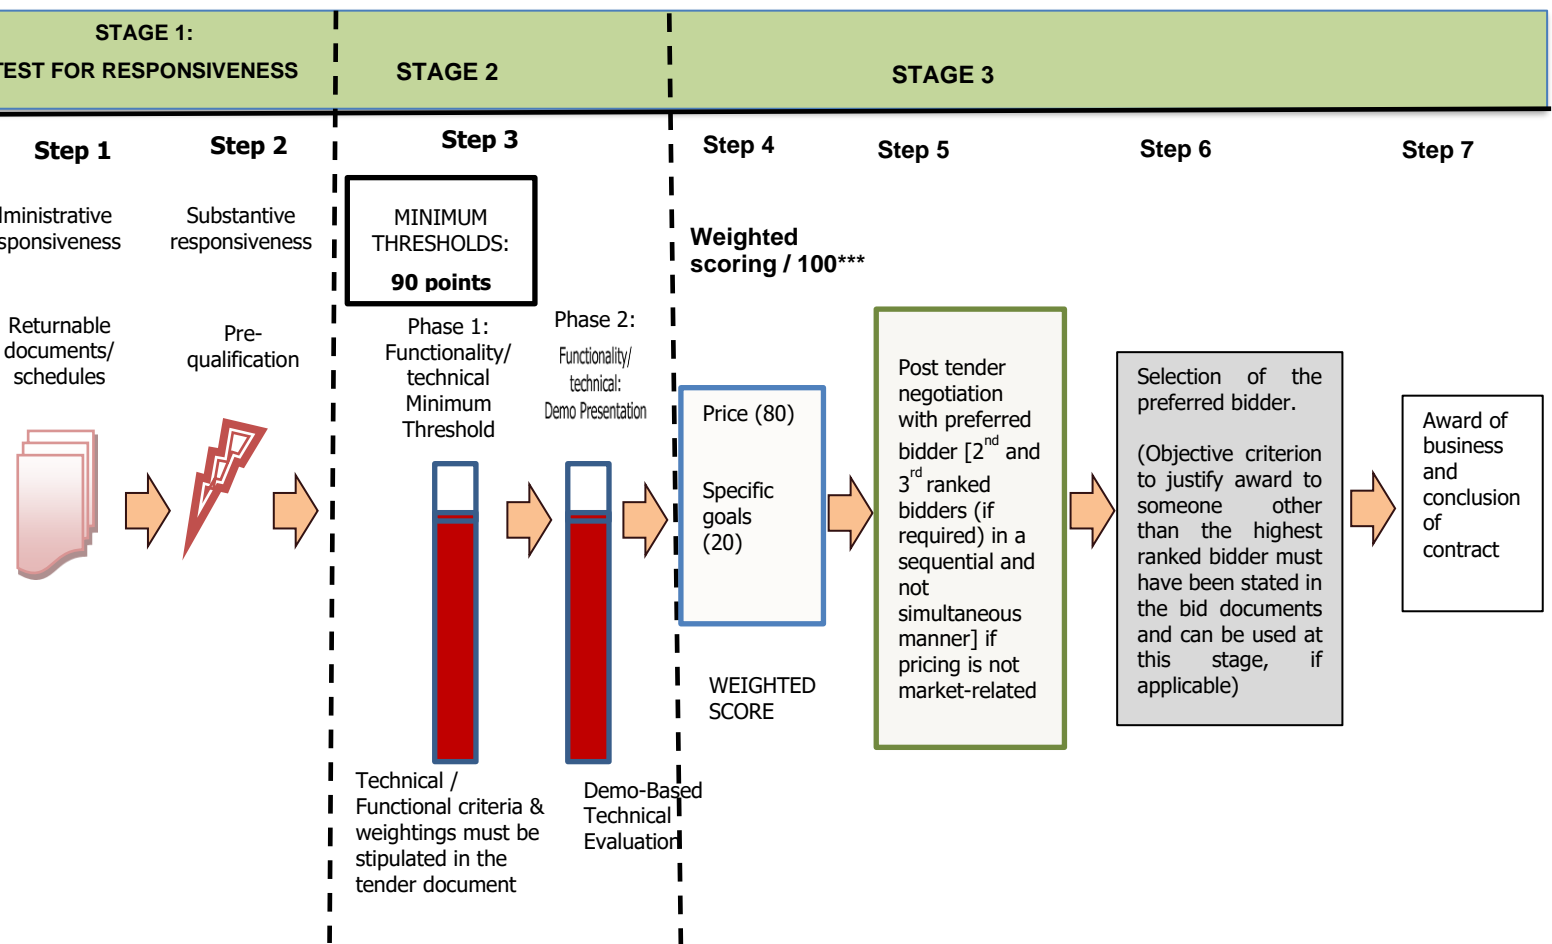 STAGE 1:
TEST FOR RESPONSIVENESS
STAGE 2
STAGE 3
Step 1
Step 2
Step 3
Step 4
Step 5
Step 6
Step 7
lministrative
sponsiveness
Substantive
responsiveness
MINIMUM
THRESHOLDS:
90 points
Weighted
scoring / 100***
Returnable
documents/
schedules
Pre-
qualification
Phase 1:
Functionality/
technical
Minimum
Threshold
Phase 2:
Functionality/
technical:
Demo Presentation
Price (80)
Specific
goals
(20)
WEIGHTED
SCORE
Post tender
negotiation
with preferred
bidder [2nd and
3rd ranked
bidders (if
required) in a
sequential and
not
simultaneous
manner] if
pricing is not
market-related
Selection of the
preferred bidder.
(Objective criterion
to justify award to
someone other
than the highest
ranked bidder must
have been stated in
the bid documents
and can be used at
this stage, if
applicable)
Award of
business
and
conclusion
of
contract
Technical /
Functional criteria &
weightings must be
stipulated in the
tender document
Demo-Based
Technical
Evaluation